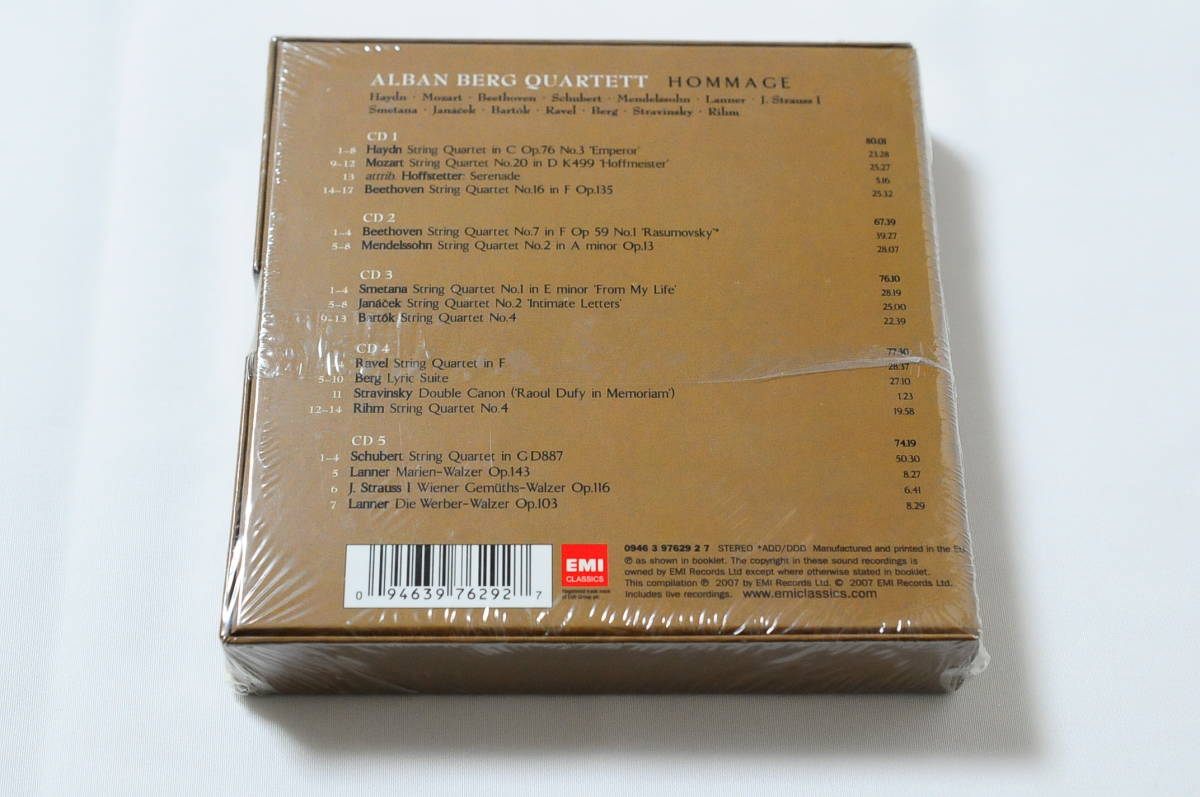 ALBAN BERG QUARTETT HOMMAGE
Haydn · Mozart · Beethoven · Schubert · Mendelssohn · Lanner · J. Strauss I
Smetana · Janáček · Bartók · Ravel · Berg · Stravinsky · Rihm
CD 1 80.01
1–8 Haydn String Quartet in C Op.76 No.3 'Emperor' 23.28
9–12 Mozart String Quartet No.20 in D K499 'Hoffmeister' 25.27
13 attrib. Hoffstetter: Serenade 5.16
14–17 Beethoven String Quartet No.16 in F Op.135 25.32
CD 2 67.39
1–4 Beethoven String Quartet No.7 in F Op 59 No.1 'Rasumovsky'* 39.27
5–8 Mendelssohn String Quartet No.2 in A minor Op.13 28.07
CD 3 76.10
1–4 Smetana String Quartet No.1 in E minor 'From My Life' 28.19
5–8 Janáček String Quartet No.2 'Intimate Letters' 25.00
9–13 Bartók String Quartet No.4 22.39
CD 4 77.30
Ravel String Quartet in F 28.37
5–10 Berg Lyric Suite 27.10
11 Stravinsky Double Canon ('Raoul Dufy in Memoriam') 1.23
12–14 Rihm String Quartet No.4 19.58
CD 5 74.19
1–4 Schubert String Quartet in G D887 50.30
5 Lanner Marien-Walzer Op.143 8.27
6 J. Strauss I Wiener Gemüths-Walzer Op.116 6.41
7 Lanner Die Werber-Walzer Op.103 8.29
0 94639 76292 7
EMI
CLASSICS
Registered trade mark
of EMI Group plc
0946 3 97629 2 7 STEREO *ADD/DDD Manufactured and printed in the
℗ as shown in booklet. The copyright in these sound recordings is
owned by EMI Records Ltd except where otherwise stated in booklet.
This compilation ℗ 2007 by EMI Records Ltd. © 2007 EMI Records Ltd.
Includes live recordings. www.emiclassics.com